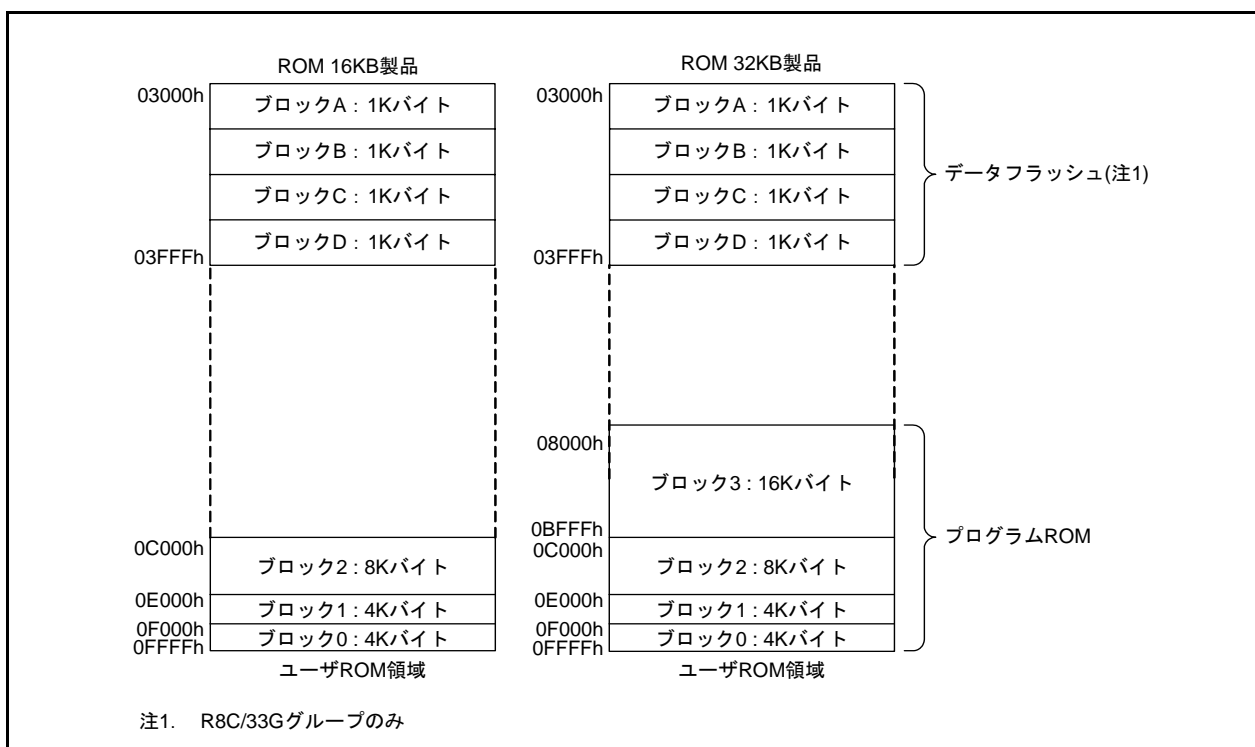 ROM 16KB製品
03000h
ブロックA : 1Kバイト
ブロックB : 1Kバイト
ブロックC : 1Kバイト
ブロックD : 1Kバイト
03FFFh
0C000h
ブロック2 : 8Kバイト
0E000h
ブロック1 : 4Kバイト
0F000h
ブロック0 : 4Kバイト
0FFFFh
ユーザROM領域
ROM 32KB製品
03000h
ブロックA : 1Kバイト
ブロックB : 1Kバイト
ブロックC : 1Kバイト
ブロックD : 1Kバイト
03FFFh
データフラッシュ(注1)
08000h
ブロック3 : 16Kバイト
0BFFFh
0C000h
ブロック2 : 8Kバイト
0E000h
ブロック1 : 4Kバイト
0F000h
ブロック0 : 4Kバイト
0FFFFh
プログラムROM
ユーザROM領域
注1. R8C/33Gグループのみ